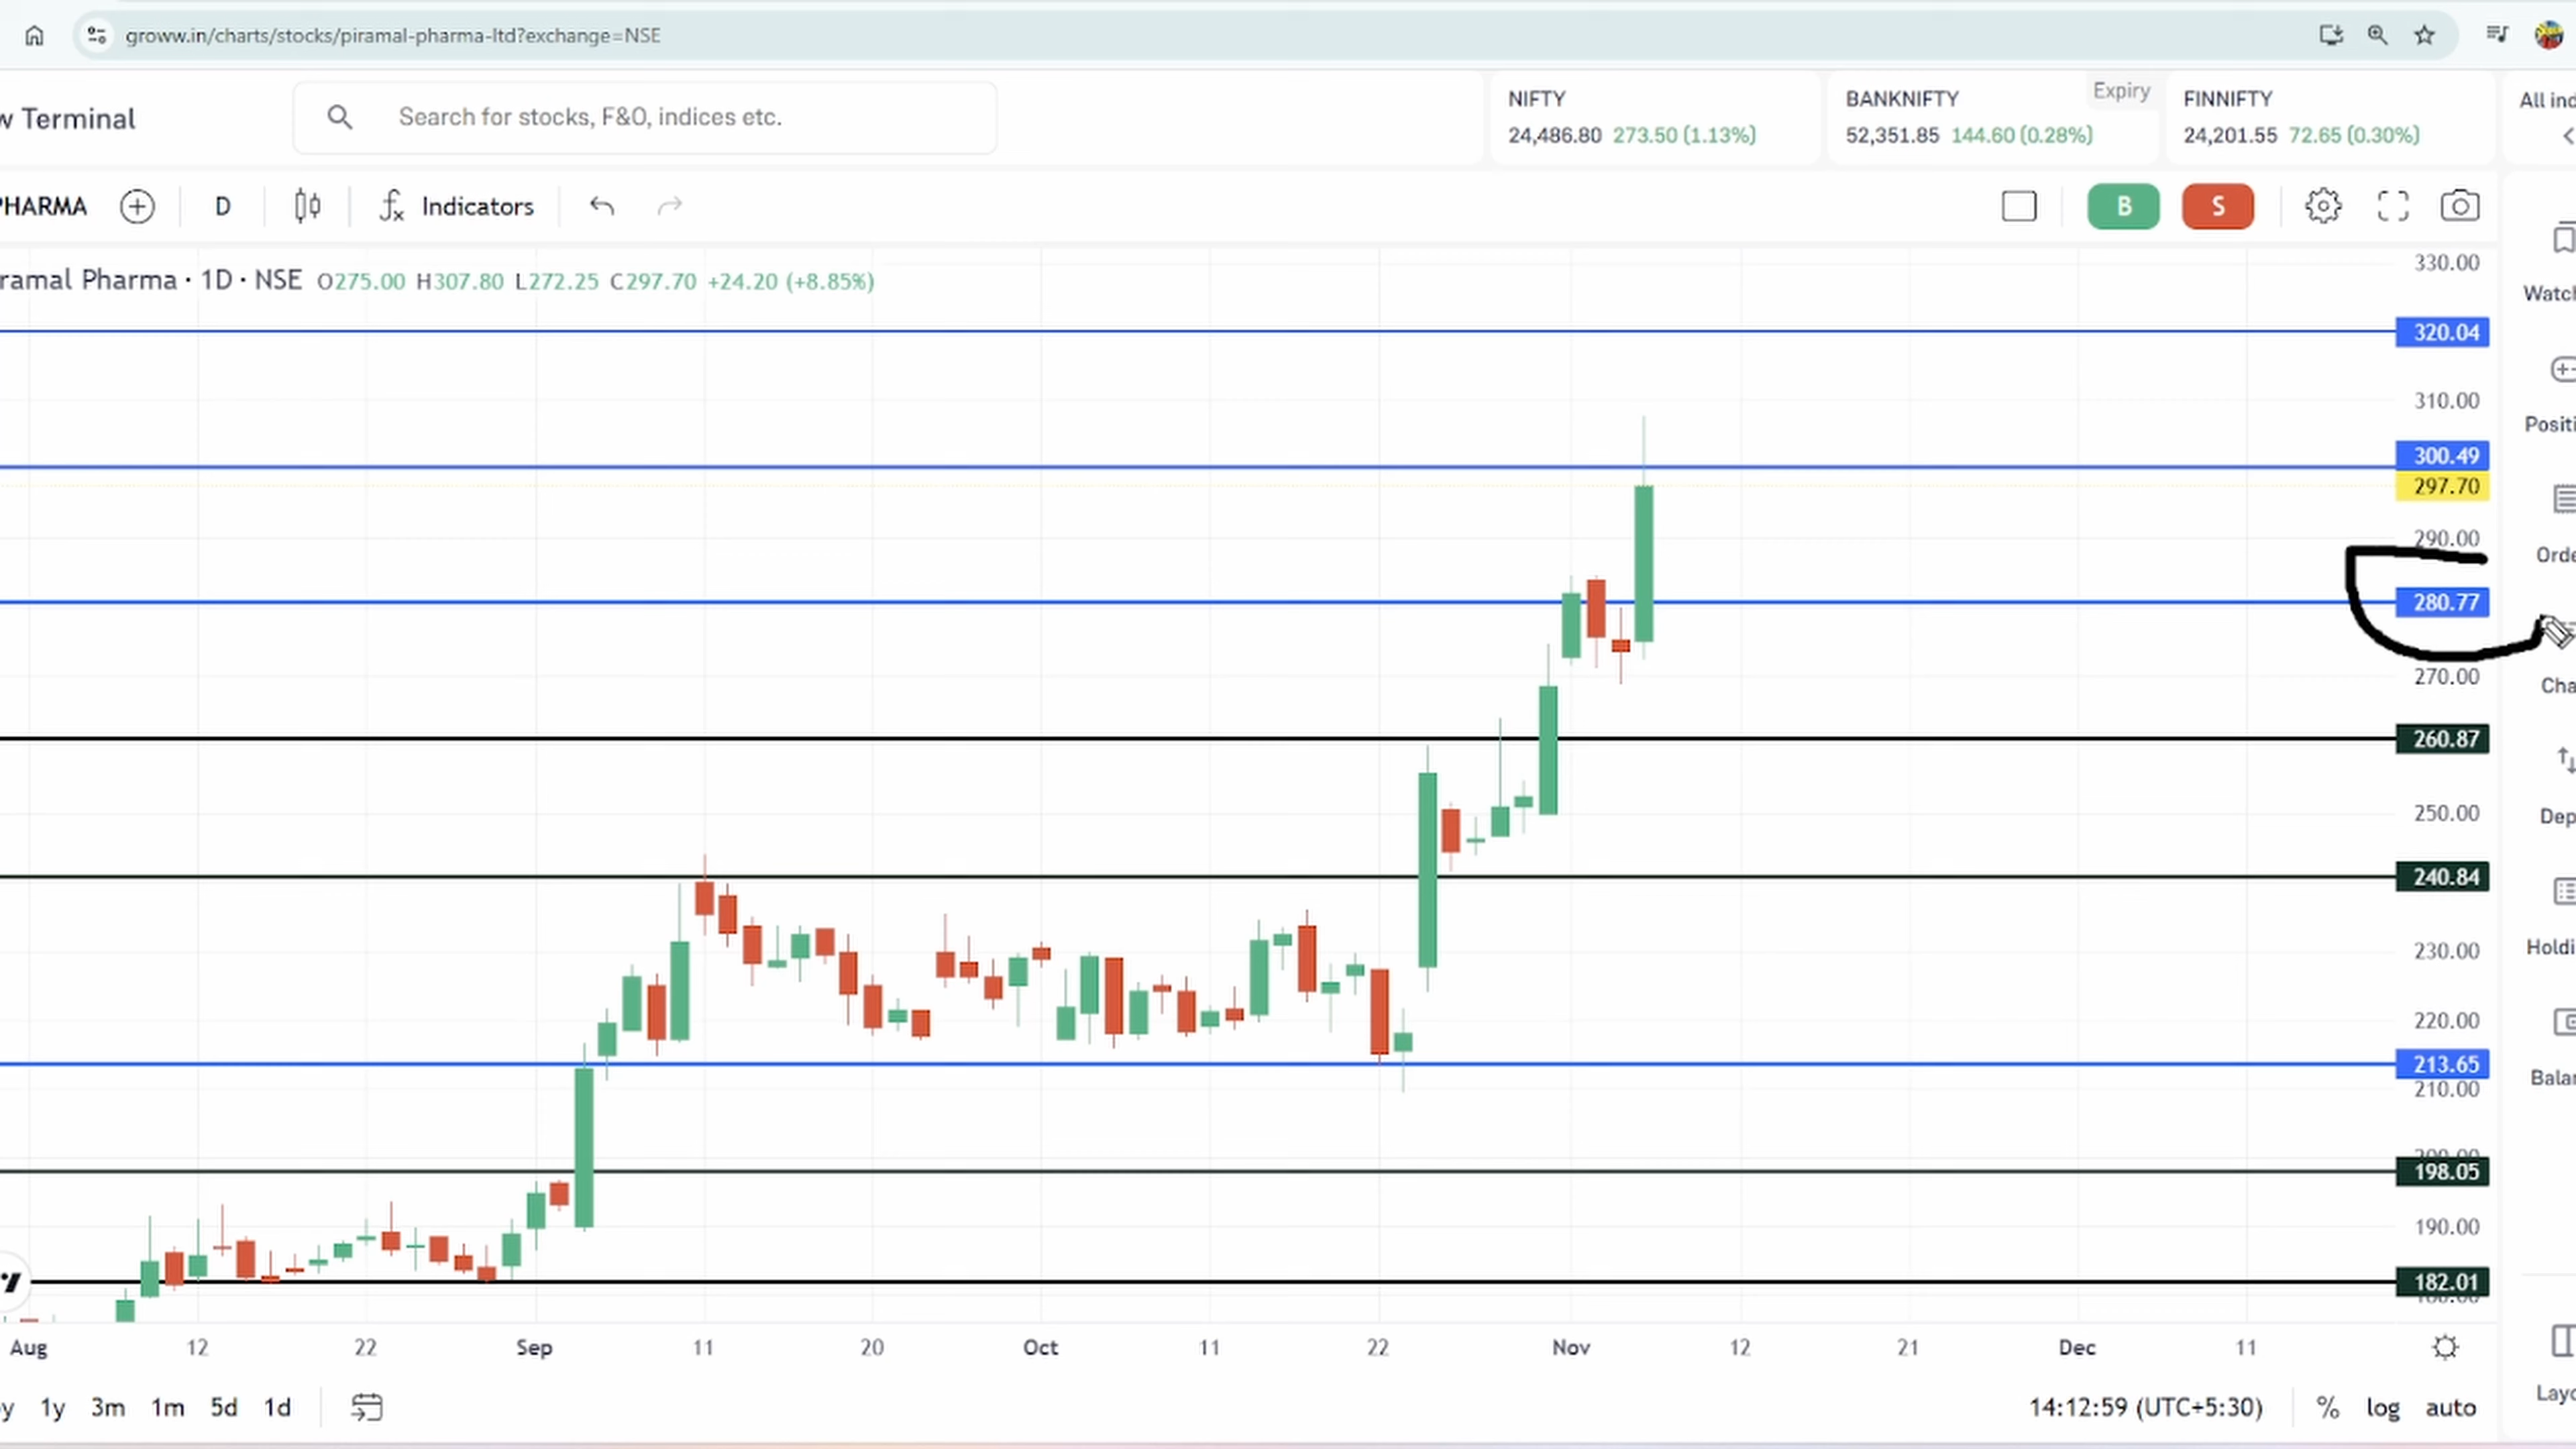 groww.in/charts/stocks/piramal-pharma-ltd?exchange=NSE
w Terminal
Search for stocks, F&O, indices etc.
NIFTY
24,486.80 273.50 (1.13%)
BANKNIFTY
Expiry
52,351.85 144.60 (0.28%)
FINNIFTY
24,201.55 72.65 (0.30%)
All ind
PHARMA
D
Indicators
B
S
ramal Pharma · 1D · NSE O275.00 H307.80 L272.25 C297.70 +24.20 (+8.85%)
330.00
320.04
310.00
300.49
297.70
290.00
280.77
270.00
260.87
250.00
240.84
230.00
220.00
213.65
210.00
198.05
190.00
182.01
Watch
Positi
Orde
Cha
Dep
Holdi
Balan
Layo
Aug 12 22 Sep 11 20 Oct 11 22 Nov 12 21 Dec 11
y 1y 3m 1m 5d 1d
14:12:59 (UTC+5:30) % log auto